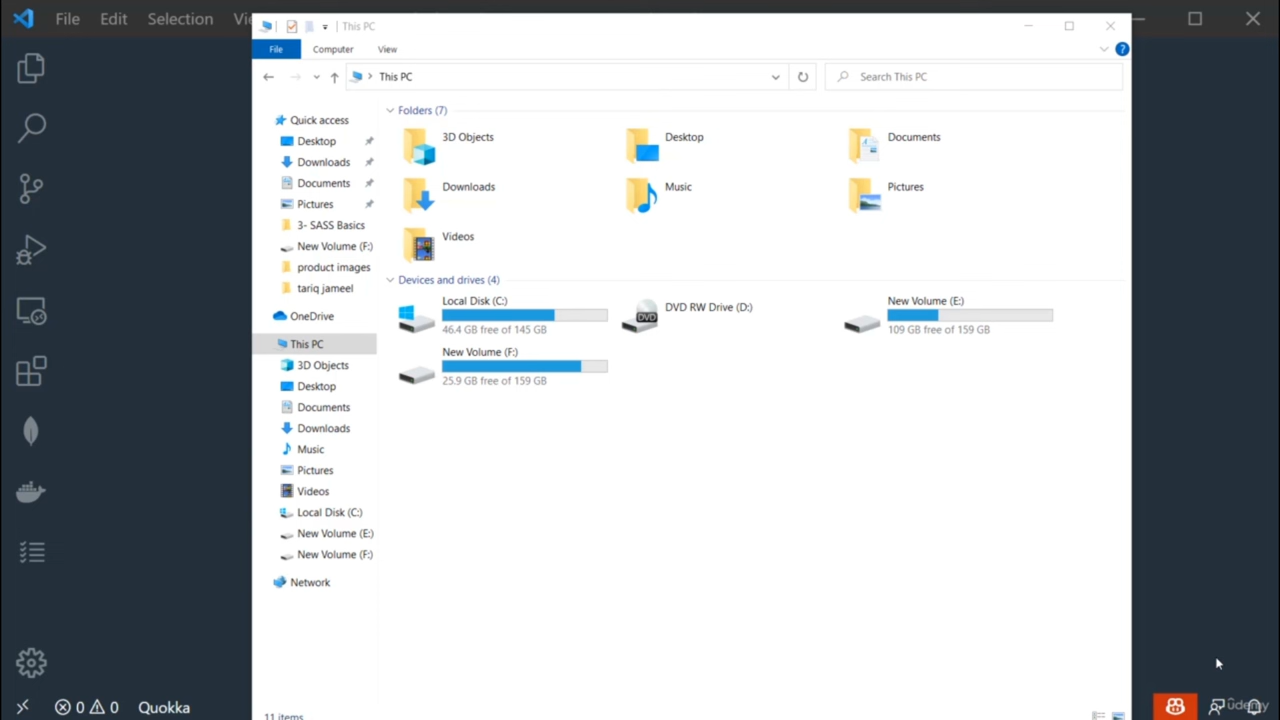 File Edit Selection
This PC
File Computer View
This PC
Search This PC
Quick access
Desktop
Downloads
Documents
Pictures
3- SASS Basics
New Volume (F:)
product images
tariq jameel
OneDrive
This PC
3D Objects
Desktop
Documents
Downloads
Music
Pictures
Videos
Local Disk (C:)
New Volume (E:)
New Volume (F:)
Network
Folders (7)
3D Objects
Desktop
Documents
Downloads
Music
Pictures
Videos
Devices and drives (4)
Local Disk (C:)
46.4 GB free of 145 GB
DVD RW Drive (D:)
DVD
New Volume (E:)
109 GB free of 159 GB
New Volume (F:)
25.9 GB free of 159 GB
11 items
0 0 Quokka
ûdemy